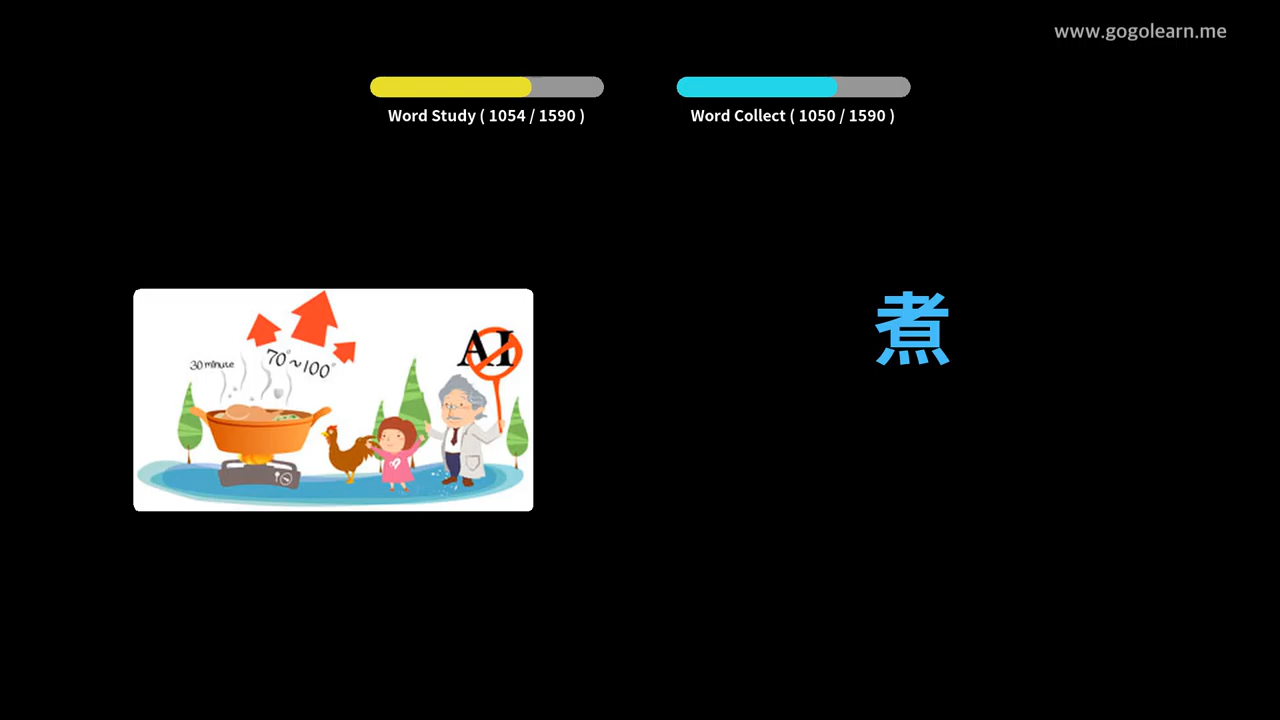 www.gogolearn.me
Word Study ( 1054 / 1590 )
Word Collect ( 1050 / 1590 )
30 minute
70°~100°
AI
煮